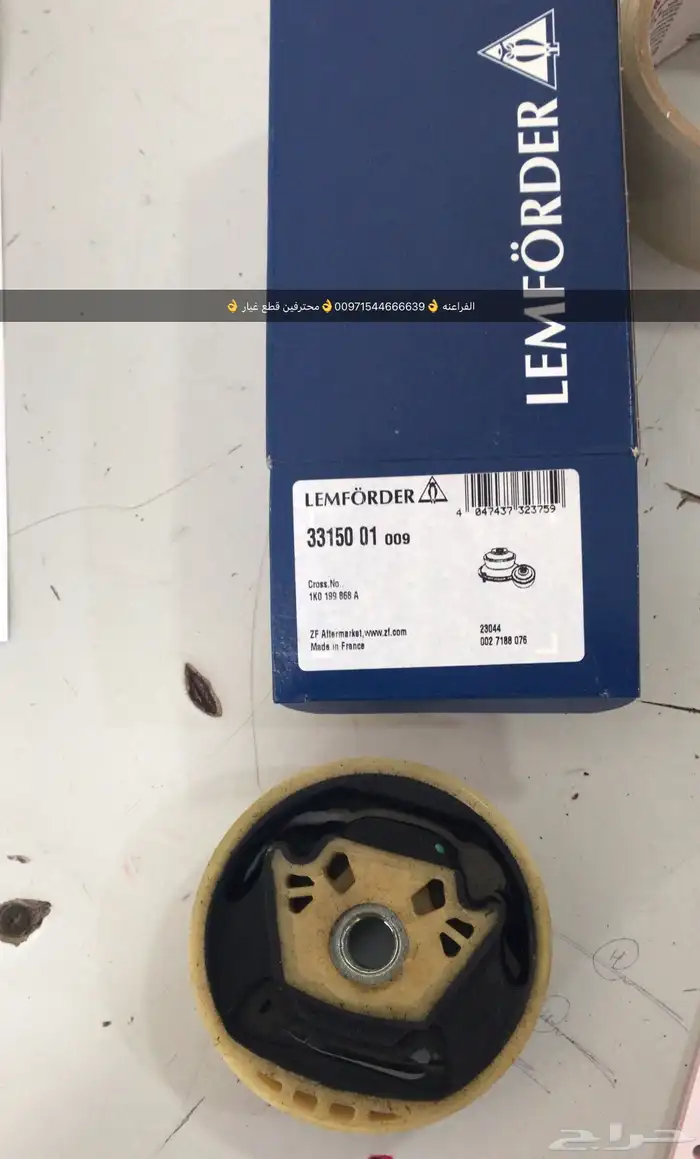 LEMFÖRDER
الفراعنه 👌00971544666639👌محترفين قطع غيار 👌
LEMFÖRDER
4 047437 323759
33150 01 009
Cross.No.
1K0 199 868 A
ZF Aftermarket,www.zf.com
Made in France
23044
002 7188 076
حراج